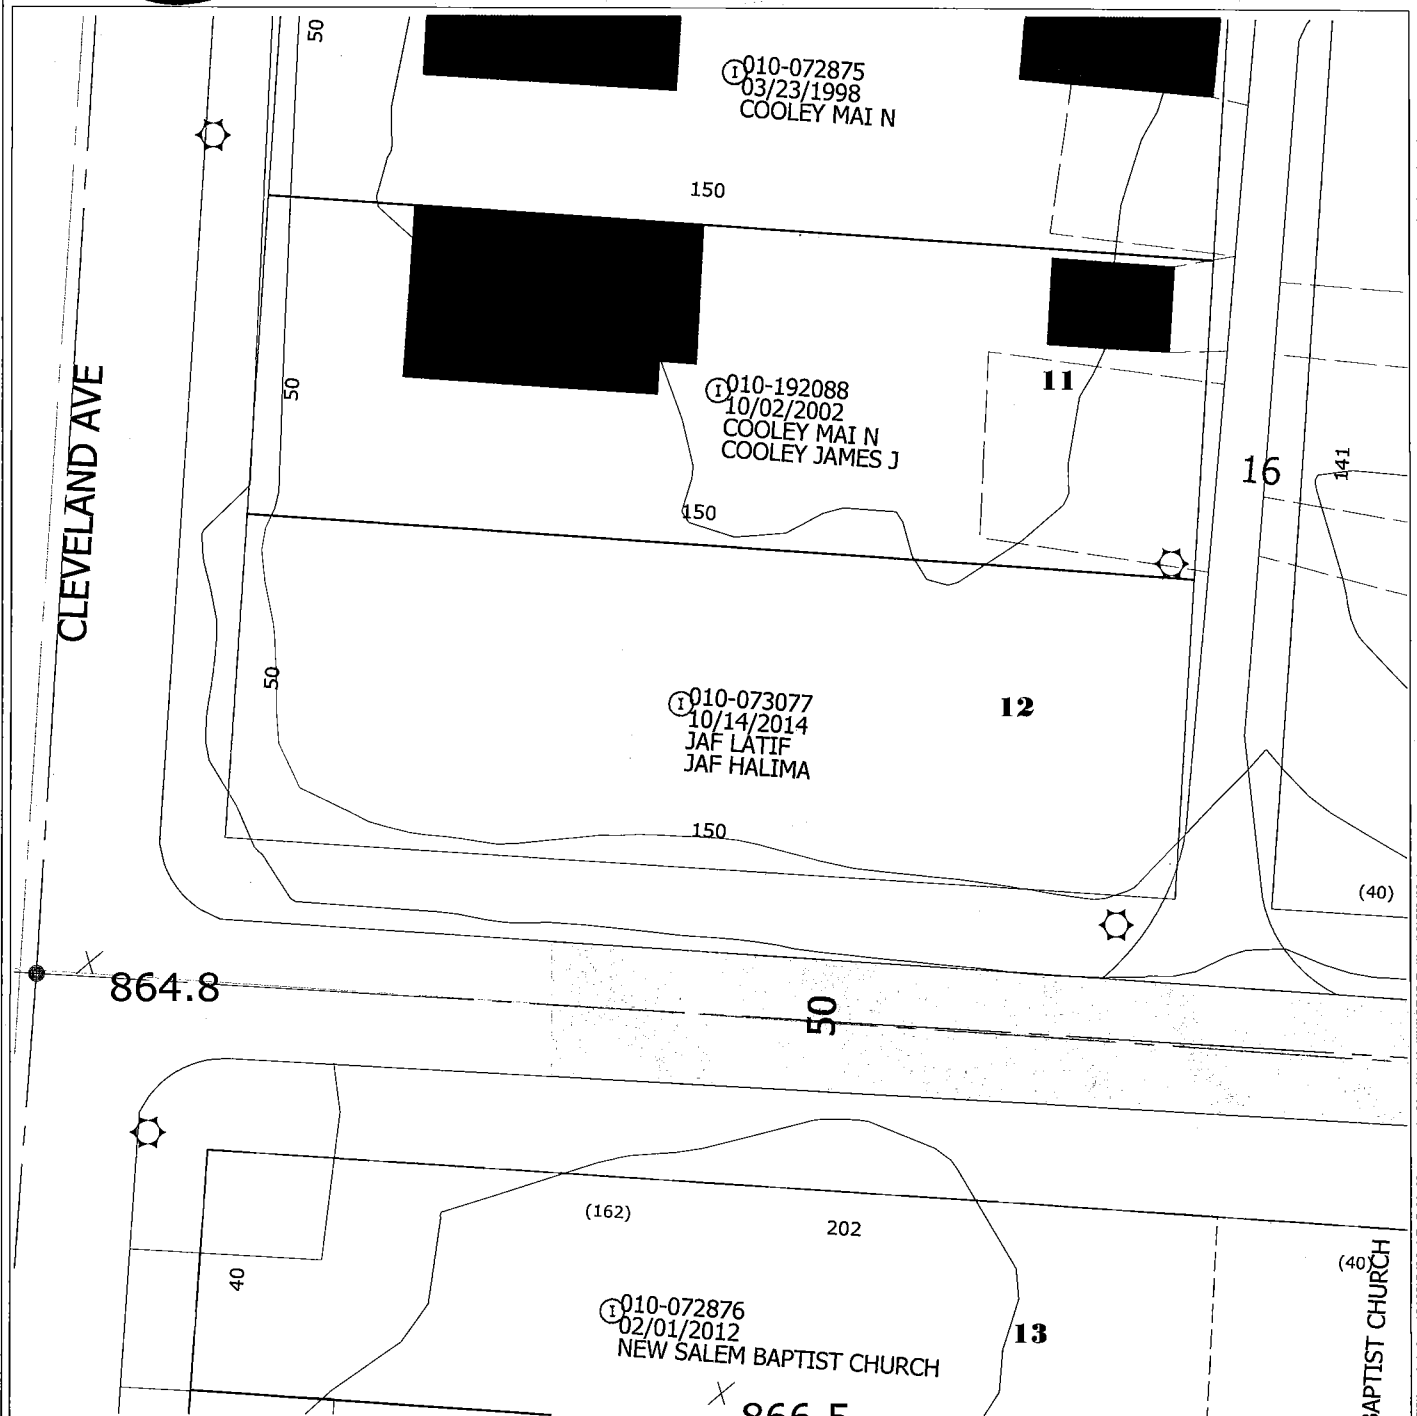 50
I 010-072875
03/23/1998
COOLEY MAI N
150
50
I 010-192088
10/02/2002
COOLEY MAI N
COOLEY JAMES J
11
CLEVELAND AVE
16
141
150
50
I 010-073077
10/14/2014
JAF LATIF
JAF HALIMA
12
150
(40)
864.8
50
(162)
202
40
(40)
I 010-072876
02/01/2012
NEW SALEM BAPTIST CHURCH
13
BAPTIST CHURCH
866.5